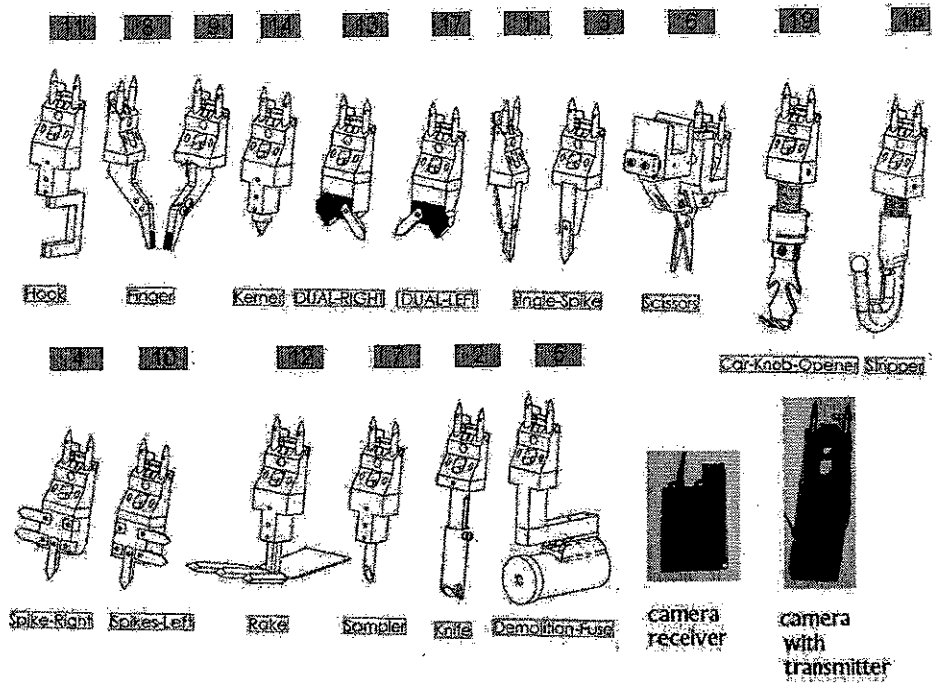 11 8 9 14 13 17 1 3 6 19 16
Hook Finger Kerner DUAL-RIGHT DUAL-LEFT Single-Spike Scissors
Car-Knob-Opener Stripper
4 10 12 7 2 5
Spike-Right Spikes-Left Rake Sampler Knife Demolition-Fuse
camera
receiver
camera
with
transmitter